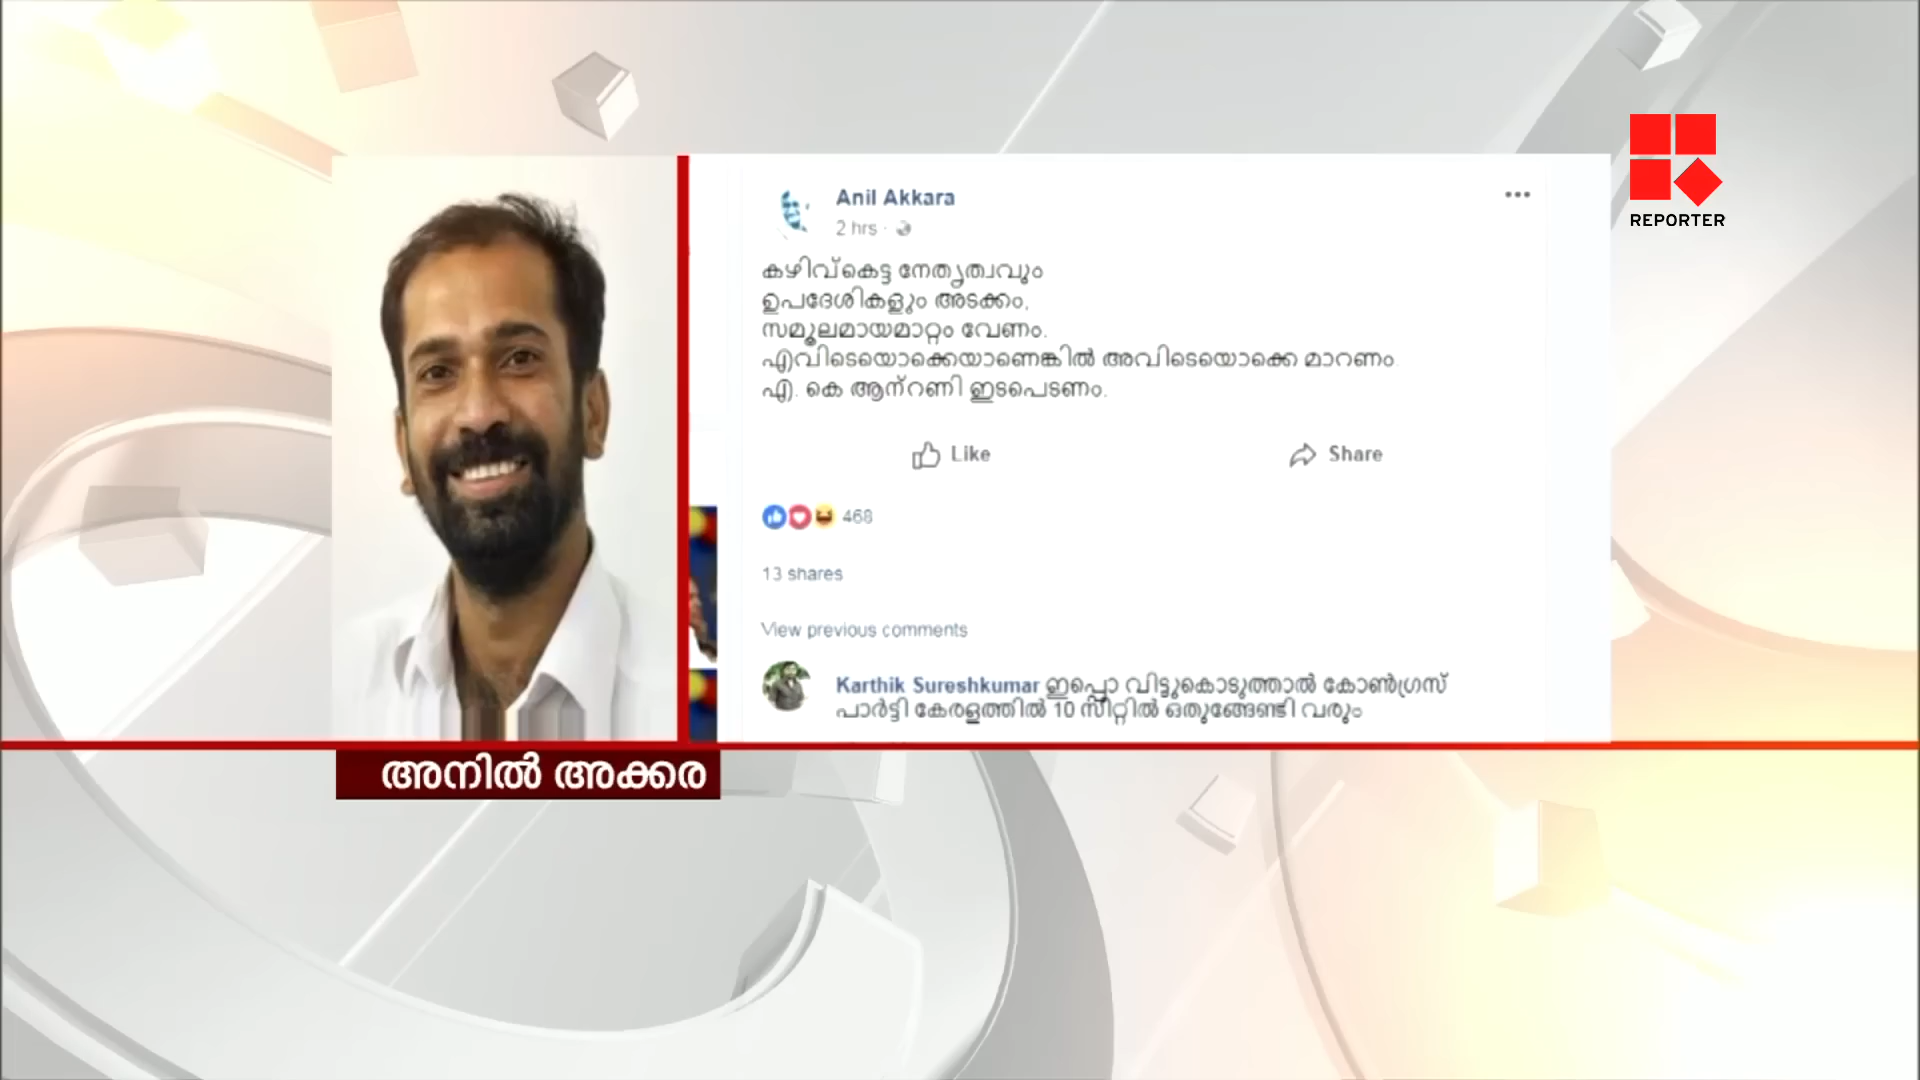 REPORTER
Anil Akkara
2 hrs ·
കഴിവ്കെട്ട നേതൃത്വവും
ഉപദേശികളും അടക്കം,
സമൂലമായമാറ്റം വേണം.
എവിടെയൊക്കെയാണെങ്കിൽ അവിടെയൊക്കെ മാറണം.
എ. കെ ആന്റണി ഇടപെടണം.
Like Share
468
13 shares
View previous comments
Karthik Sureshkumar ഇപ്പൊ വിട്ടുകൊടുത്താൽ കോൺഗ്രസ്
പാർട്ടി കേരളത്തിൽ 10 സീറ്റിൽ ഒതുങ്ങേണ്ടി വരും
അനിൽ അക്കര